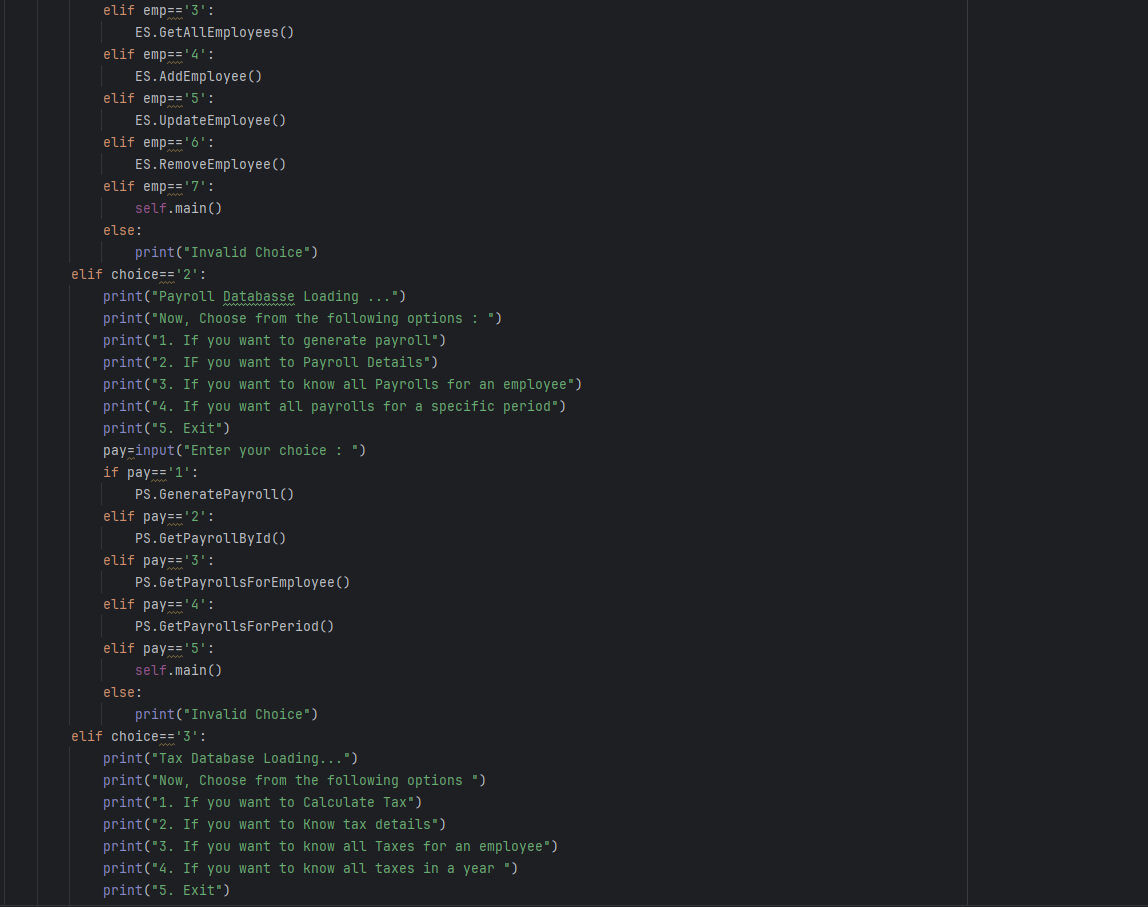 elif emp=='3':
ES.GetAllEmployees()
elif emp=='4':
ES.AddEmployee()
elif emp=='5':
ES.UpdateEmployee()
elif emp=='6':
ES.RemoveEmployee()
elif emp=='7':
self.main()
else:
print("Invalid Choice")
elif choice=='2':
print("Payroll Databasse Loading ...")
print("Now, Choose from the following options : ")
print("1. If you want to generate payroll")
print("2. IF you want to Payroll Details")
print("3. If you want to know all Payrolls for an employee")
print("4. If you want all payrolls for a specific period")
print("5. Exit")
pay=input("Enter your choice : ")
if pay=='1':
PS.GeneratePayroll()
elif pay=='2':
PS.GetPayrollById()
elif pay=='3':
PS.GetPayrollsForEmployee()
elif pay=='4':
PS.GetPayrollsForPeriod()
elif pay=='5':
self.main()
else:
print("Invalid Choice")
elif choice=='3':
print("Tax Database Loading...")
print("Now, Choose from the following options ")
print("1. If you want to Calculate Tax")
print("2. If you want to Know tax details")
print("3. If you want to know all Taxes for an employee")
print("4. If you want to know all taxes in a year ")
print("5. Exit")